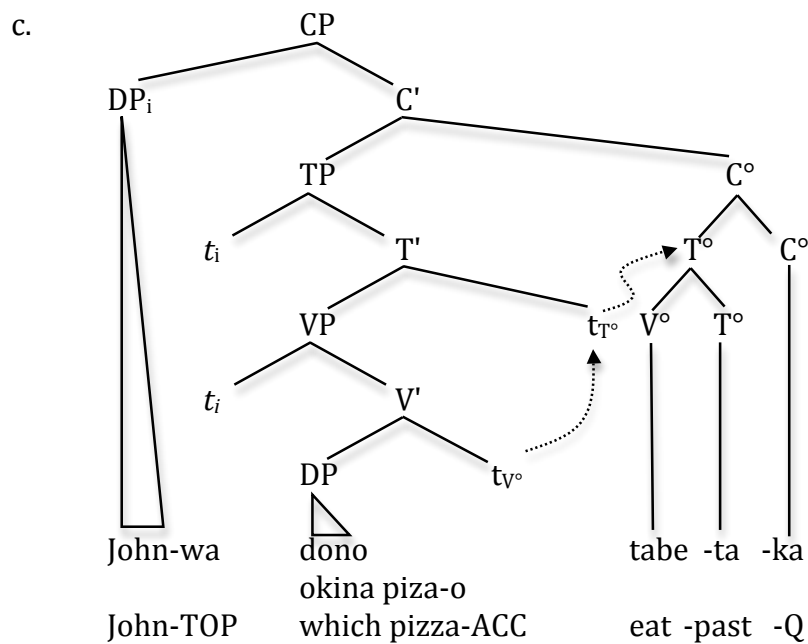 c.
CP
DPi C'
TP C°
ti T' T° C°
VP tT° V° T°
ti V'
DP tV°
John-wa dono tabe -ta -ka
okina piza-o
John-TOP which pizza-ACC eat -past -Q